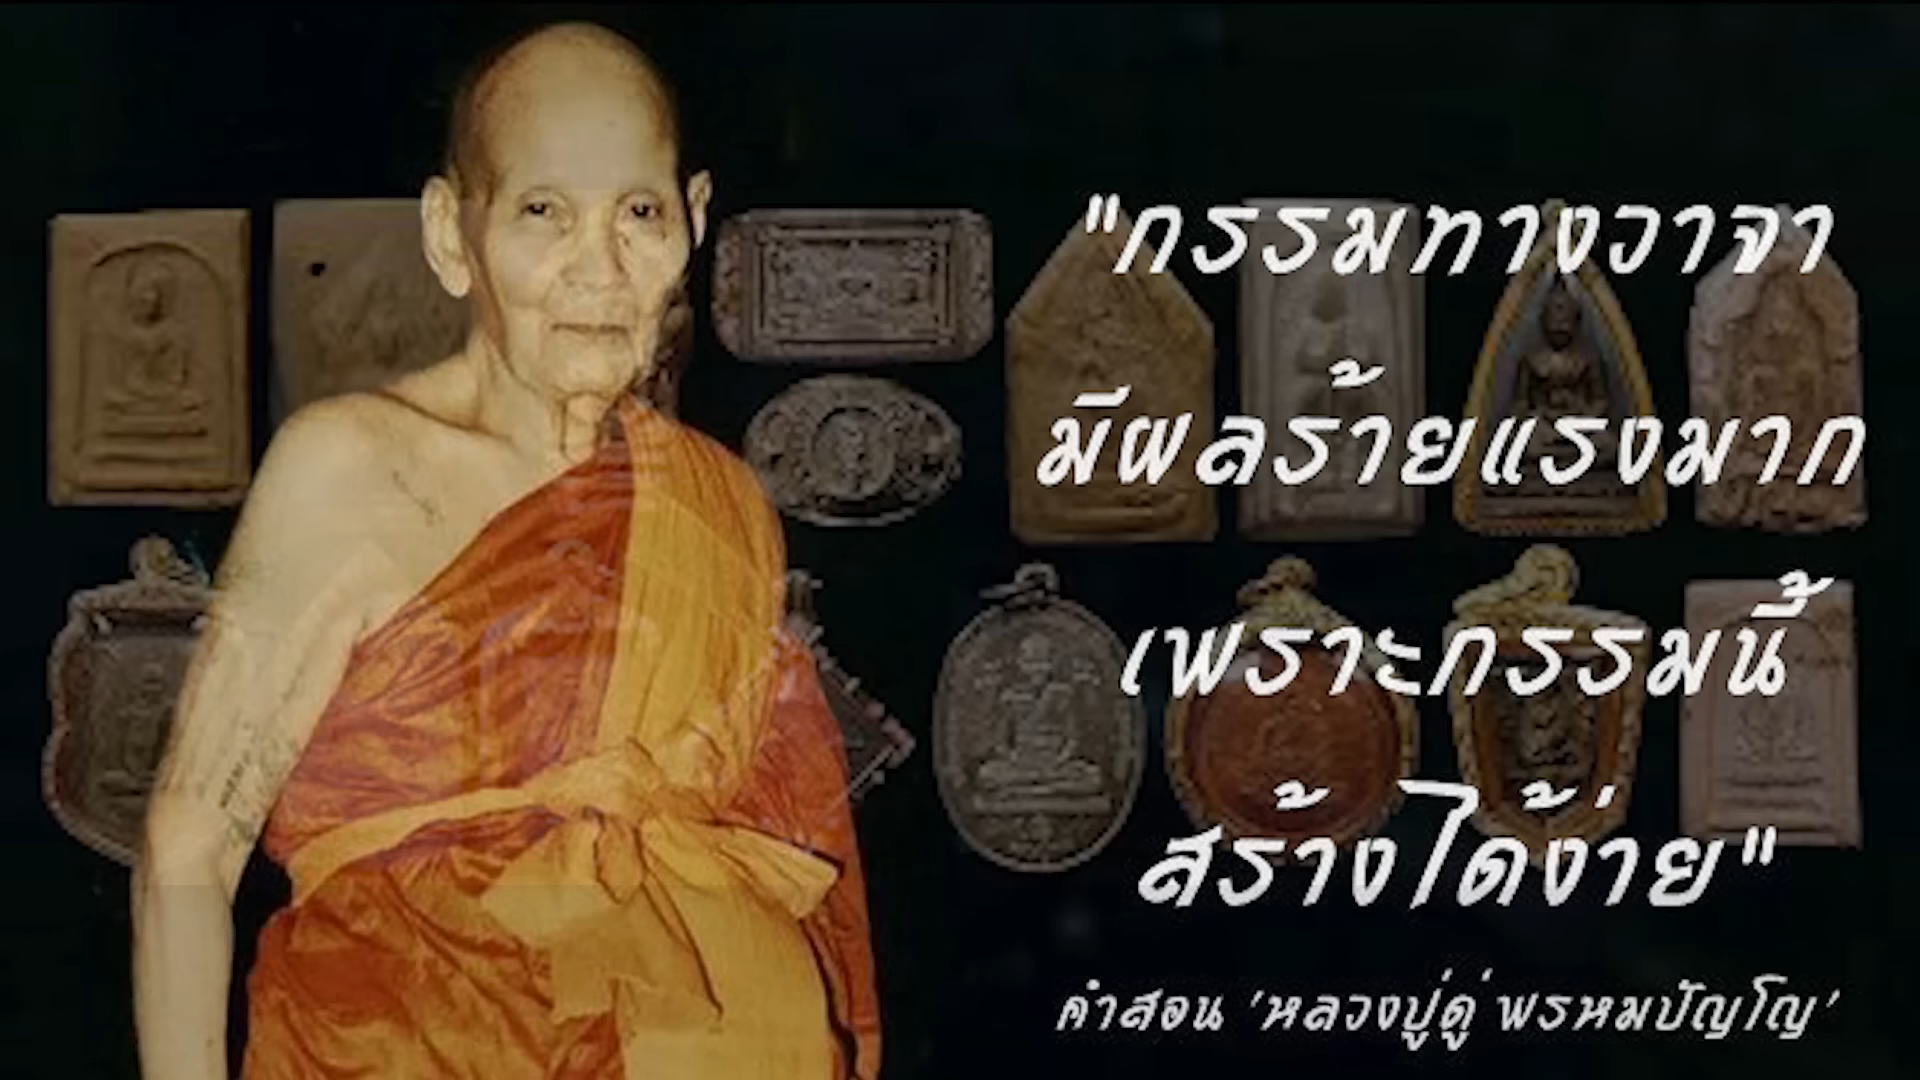 "กรรมทางวาจา
มีผลร้ายแรงมาก
เพราะกรรมนี้
สร้างได้ง่าย"
คำสอน 'หลวงปู่ดู่ พรหมปัญโญ'